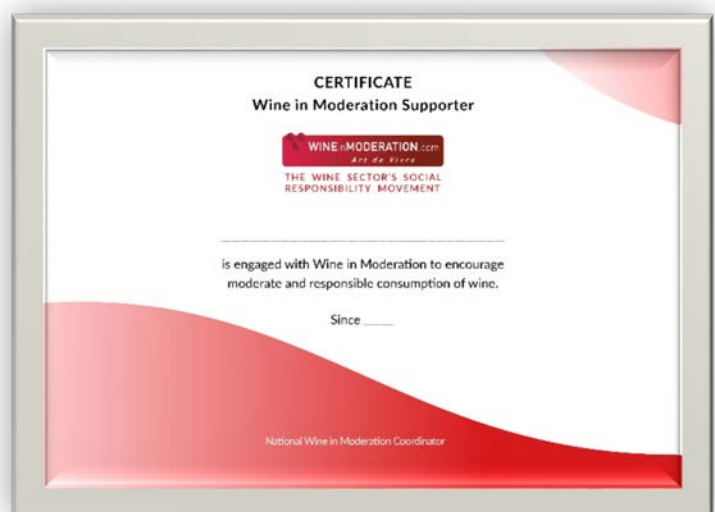 CERTIFICATE
Wine in Moderation Supporter
WINEinMODERATION.com
Art de Vivre
THE WINE SECTOR'S SOCIAL
RESPONSIBILITY MOVEMENT
is engaged with Wine in Moderation to encourage
moderate and responsible consumption of wine.
Since ____
National Wine in Moderation Coordinator